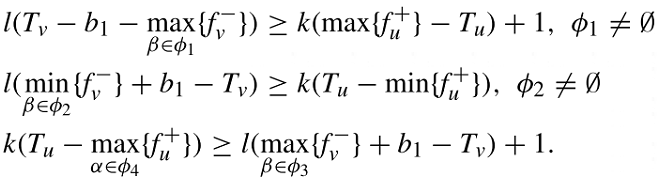 l(T_v − b_1 − max_{β∈ϕ_1}{f_v^−}) ≥ k(max{f_u^+} − T_u) + 1, ϕ_1 ≠ ∅
l(min_{β∈ϕ_2}{f_v^−} + b_1 − T_v) ≥ k(T_u − min{f_u^+}), ϕ_2 ≠ ∅
k(T_u − max_{α∈ϕ_4}{f_u^+}) ≥ l(max_{β∈ϕ_3}{f_v^−} + b_1 − T_v) + 1.